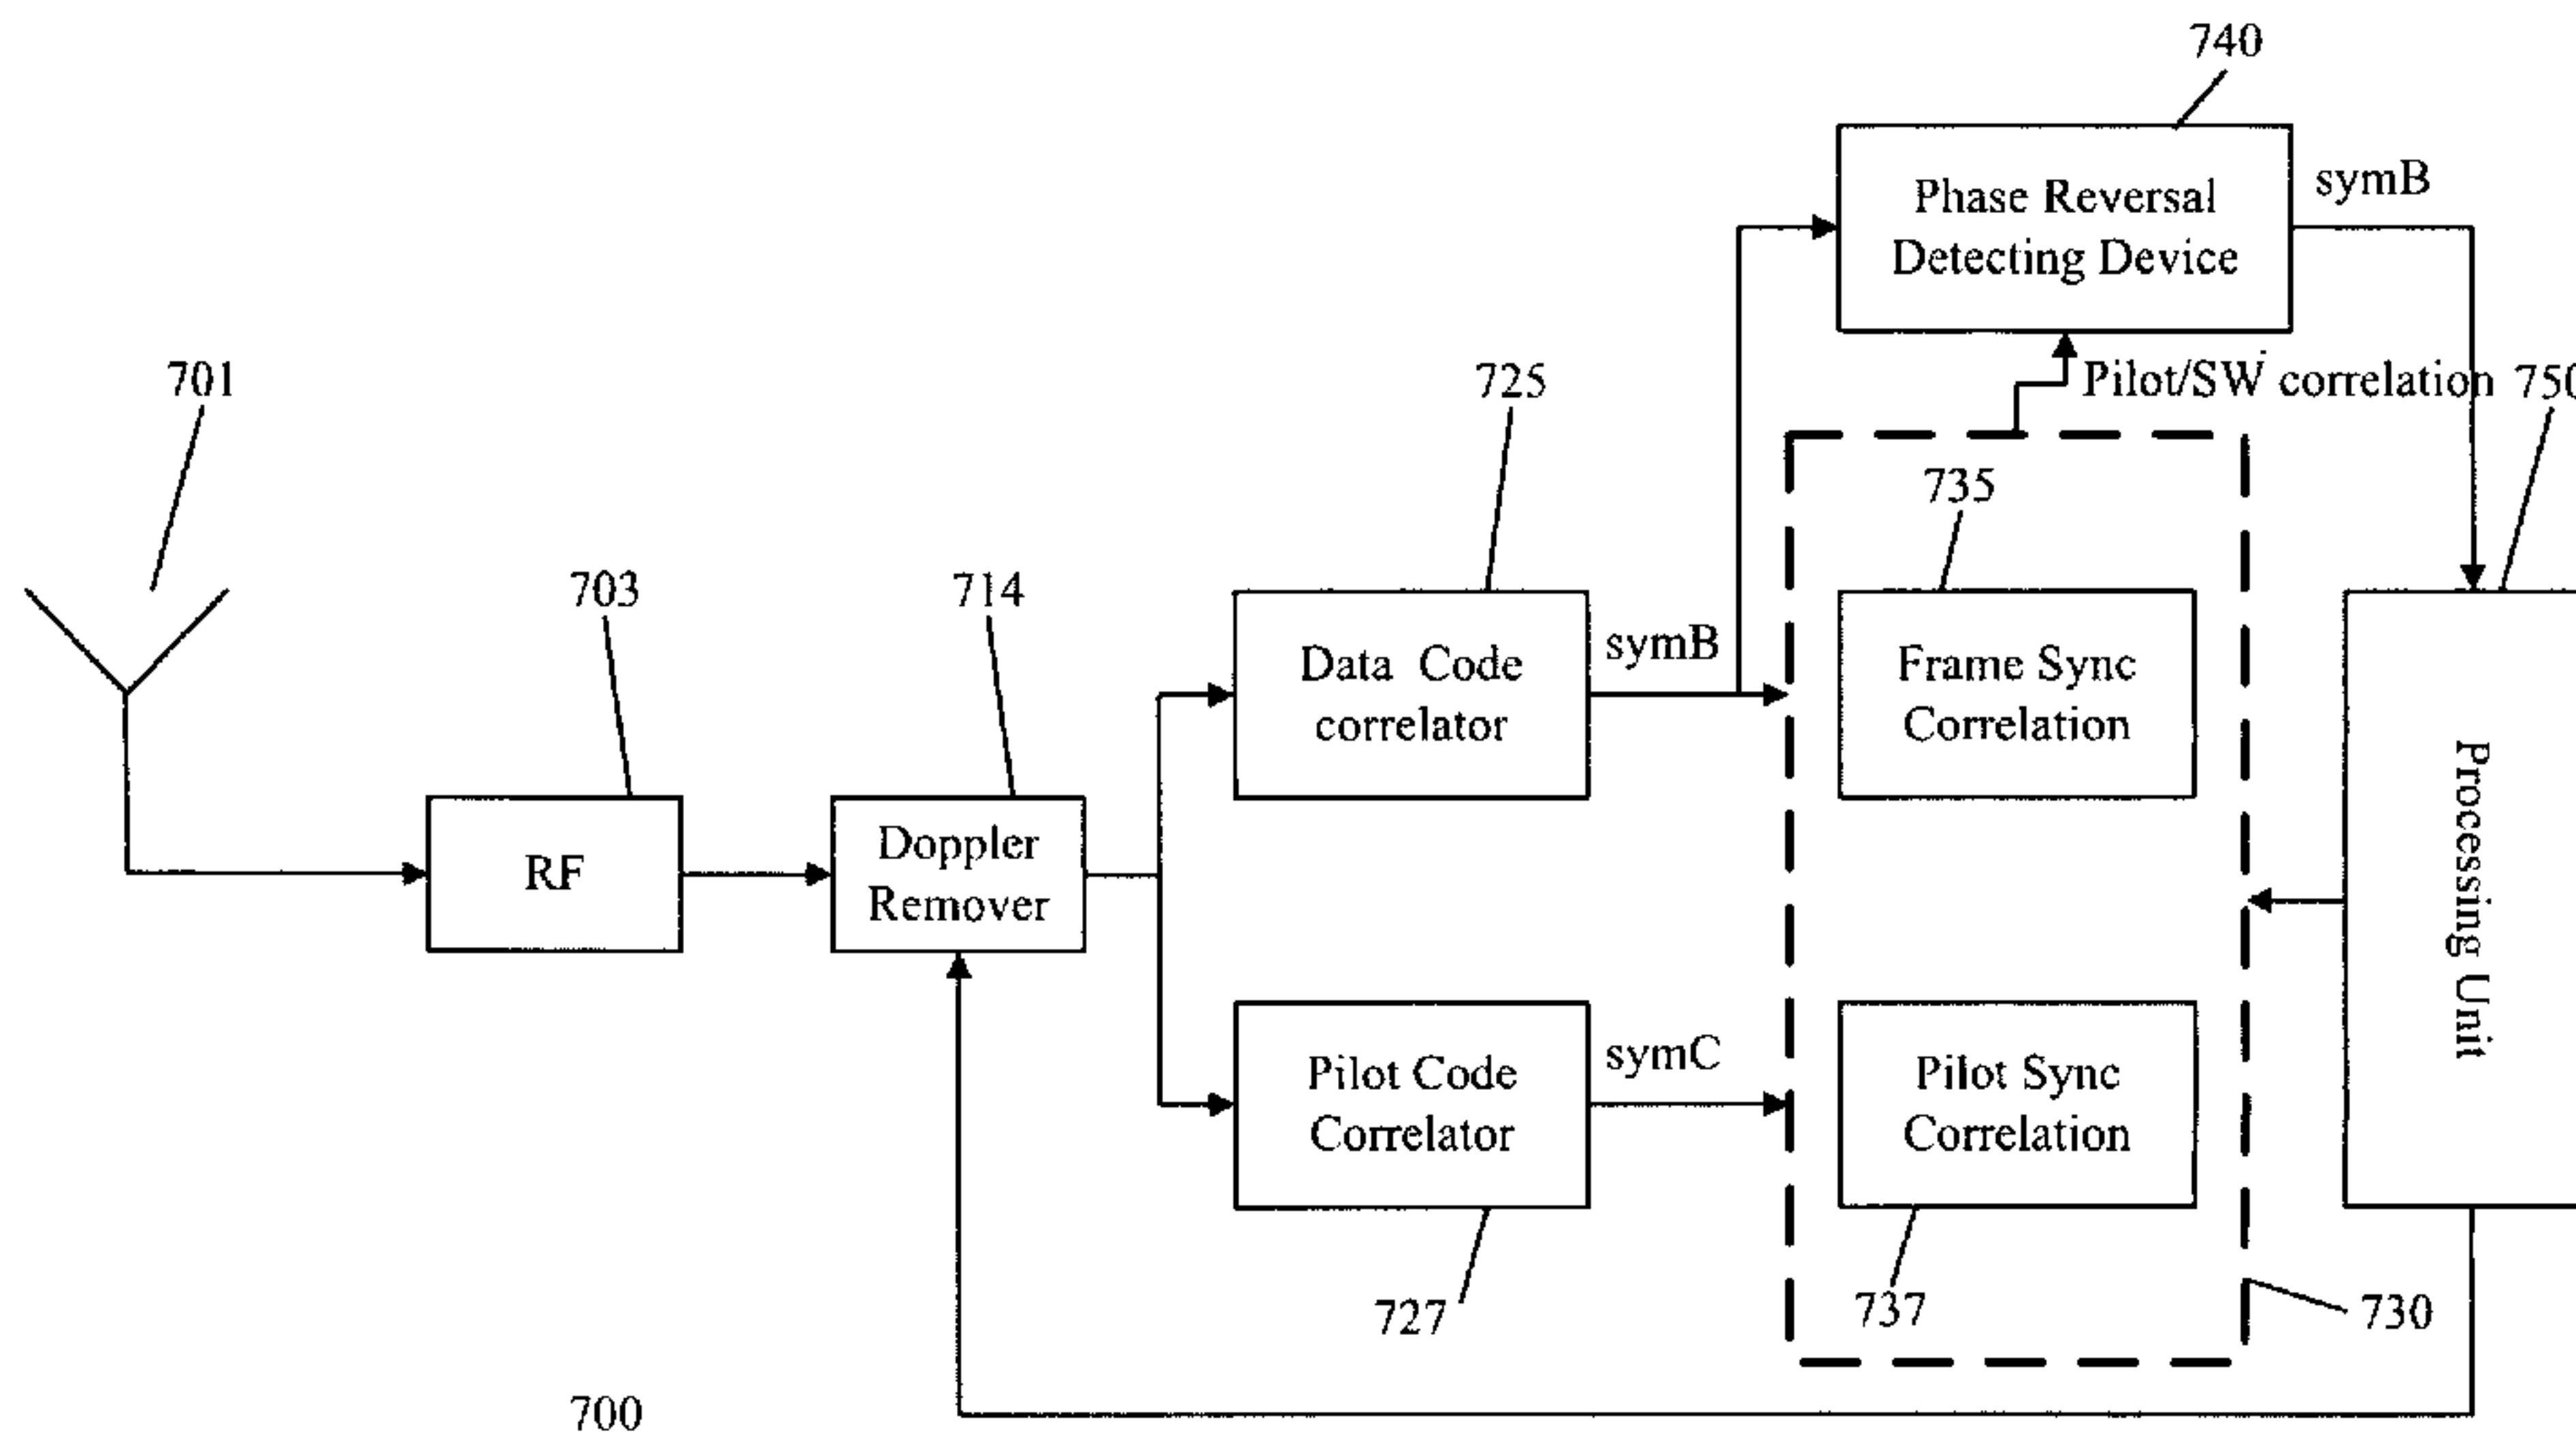 740
Phase Reversal
Detecting Device
symB
Pilot/SW correlation
750
701
725
735
703
714
Data Code
correlator
symB
Frame Sync
Correlation
RF
Doppler
Remover
Processing Unit
Pilot Code
Correlator
symC
Pilot Sync
Correlation
727
737
730
700